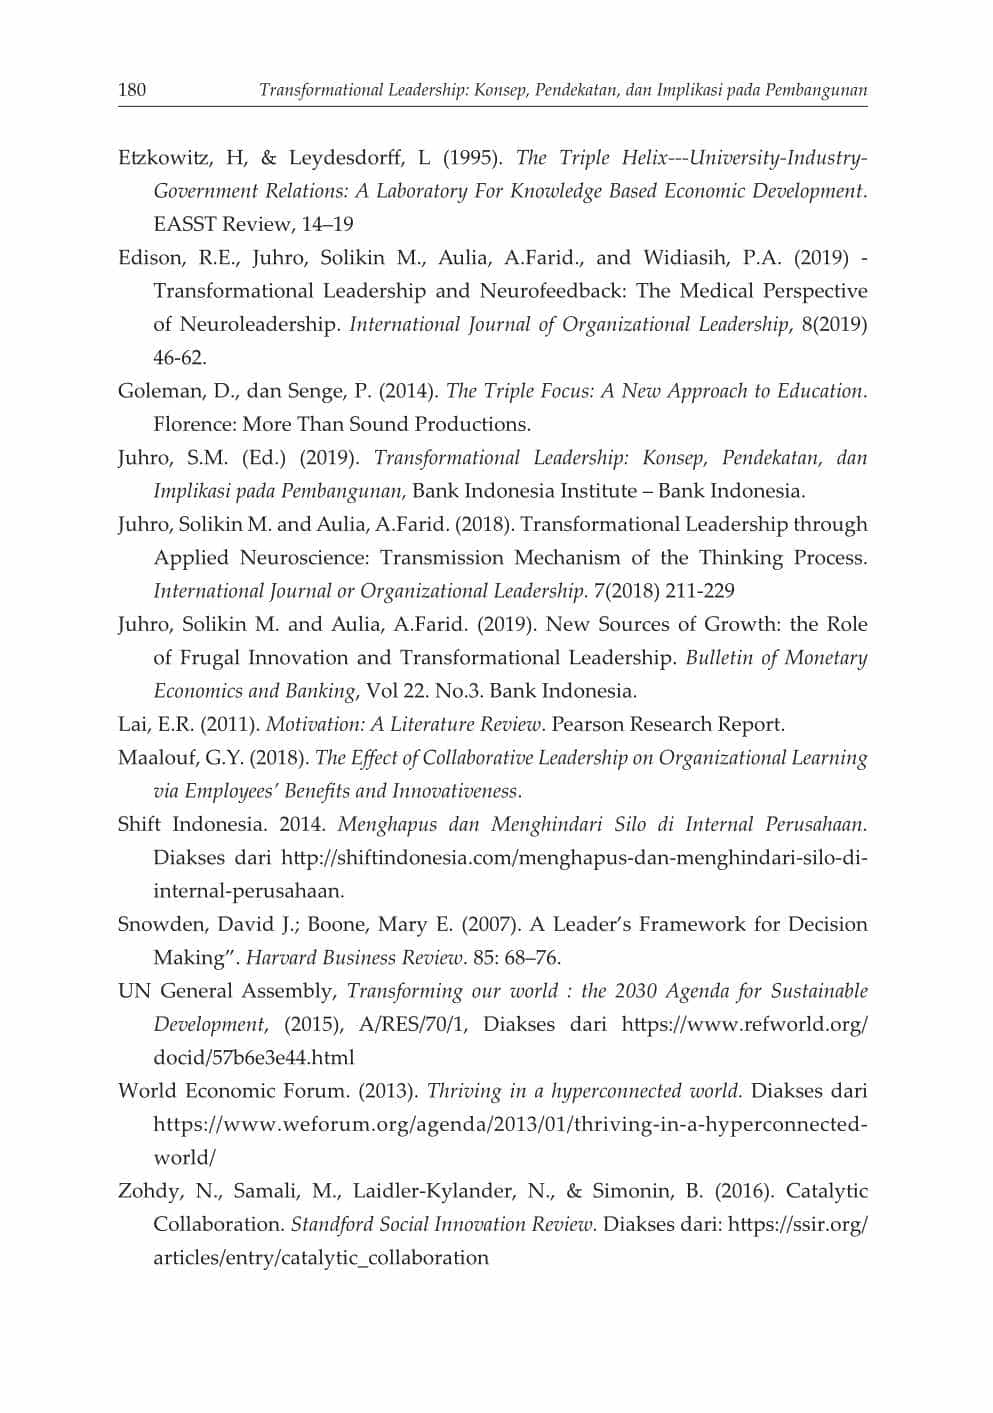 180 Transformational Leadership: Konsep, Pendekatan, dan Implikasi pada Pembangunan
Etzkowitz, H, & Leydesdorff, L (1995). The Triple Helix---University-Industry-
Government Relations: A Laboratory For Knowledge Based Economic Development.
EASST Review, 14–19
Edison, R.E., Juhro, Solikin M., Aulia, A.Farid., and Widiasih, P.A. (2019) -
Transformational Leadership and Neurofeedback: The Medical Perspective
of Neuroleadership. International Journal of Organizational Leadership, 8(2019)
46-62.
Goleman, D., dan Senge, P. (2014). The Triple Focus: A New Approach to Education.
Florence: More Than Sound Productions.
Juhro, S.M. (Ed.) (2019). Transformational Leadership: Konsep, Pendekatan, dan
Implikasi pada Pembangunan, Bank Indonesia Institute – Bank Indonesia.
Juhro, Solikin M. and Aulia, A.Farid. (2018). Transformational Leadership through
Applied Neuroscience: Transmission Mechanism of the Thinking Process.
International Journal or Organizational Leadership. 7(2018) 211-229
Juhro, Solikin M. and Aulia, A.Farid. (2019). New Sources of Growth: the Role
of Frugal Innovation and Transformational Leadership. Bulletin of Monetary
Economics and Banking, Vol 22. No.3. Bank Indonesia.
Lai, E.R. (2011). Motivation: A Literature Review. Pearson Research Report.
Maalouf, G.Y. (2018). The Effect of Collaborative Leadership on Organizational Learning
via Employees’ Benefits and Innovativeness.
Shift Indonesia. 2014. Menghapus dan Menghindari Silo di Internal Perusahaan.
Diakses dari http://shiftindonesia.com/menghapus-dan-menghindari-silo-di-
internal-perusahaan.
Snowden, David J.; Boone, Mary E. (2007). A Leader’s Framework for Decision
Making”. Harvard Business Review. 85: 68–76.
UN General Assembly, Transforming our world : the 2030 Agenda for Sustainable
Development, (2015), A/RES/70/1, Diakses dari https://www.refworld.org/
docid/57b6e3e44.html
World Economic Forum. (2013). Thriving in a hyperconnected world. Diakses dari
https://www.weforum.org/agenda/2013/01/thriving-in-a-hyperconnected-
world/
Zohdy, N., Samali, M., Laidler-Kylander, N., & Simonin, B. (2016). Catalytic
Collaboration. Standford Social Innovation Review. Diakses dari: https://ssir.org/
articles/entry/catalytic_collaboration